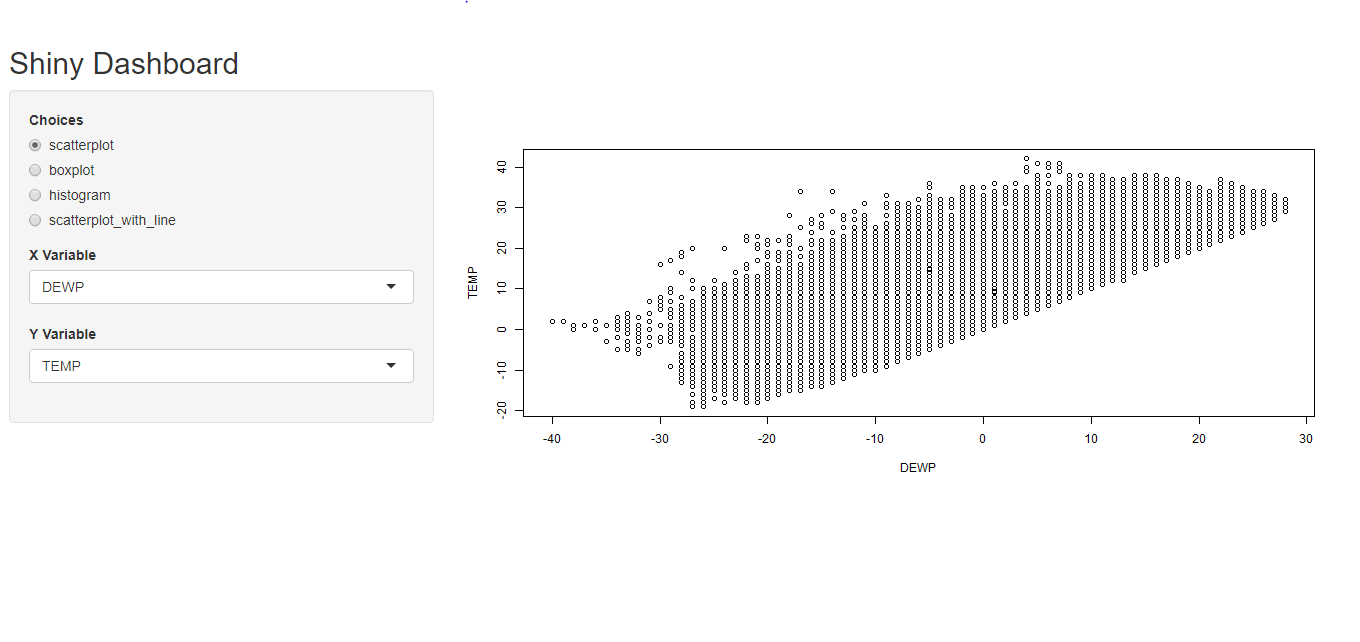 Shiny Dashboard
Choices
scatterplot
boxplot
histogram
scatterplot_with_line
X Variable
DEWP
Y Variable
TEMP
TEMP
40
30
20
10
0
-10
-20
-40 -30 -20 -10 0 10 20 30
DEWP